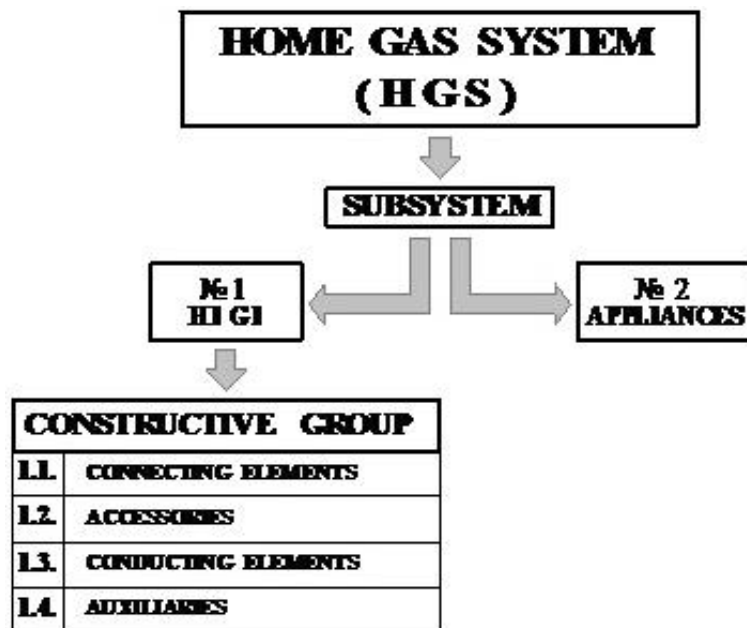 HOME GAS SYSTEM
(HGS)
SUBSYSTEM
№ 1
HI GI
№ 2
APPLIANCES
CONSTRUCTIVE GROUP
1.1. CONNECTING ELEMENTS
1.2. ACCESSORIES
1.3. CONDUCTING ELEMENTS
1.4. AUXILIARIES